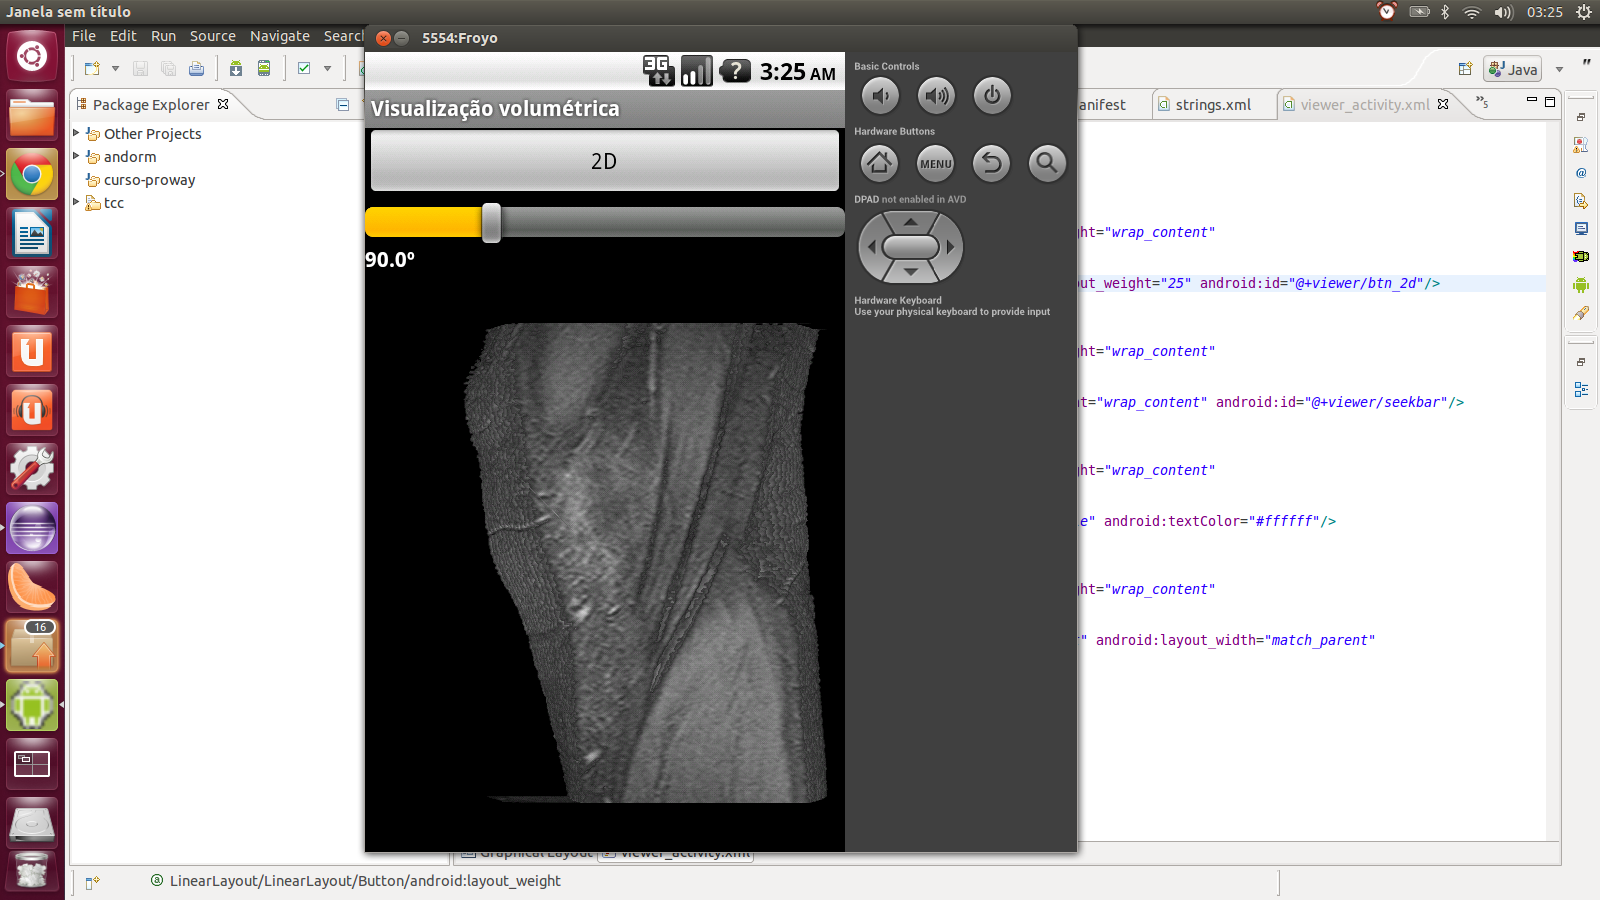 Janela sem título
03:25
File Edit Run Source Navigate Search
5554:Froyo
Java
Package Explorer
Other Projects
andorm
curso-proway
tcc
16
3G
3:25 AM
Visualização volumétrica
2D
90.0º
Basic Controls
Hardware Buttons
MENU
DPAD not enabled in AVD
Hardware Keyboard
Use your physical keyboard to provide input
anifest
strings.xml
viewer_activity.xml
5
ht="wrap_content"
ut_weight="25" android:id="@+viewer/btn_2d"/>
ht="wrap_content"
ht="wrap_content" android:id="@+viewer/seekbar"/>
ht="wrap_content"
e" android:textColor="#ffffff"/>
ht="wrap_content"
" android:layout_width="match_parent"
Graphical Layout
viewer_activity.xml
LinearLayout/LinearLayout/Button/android:layout_weight